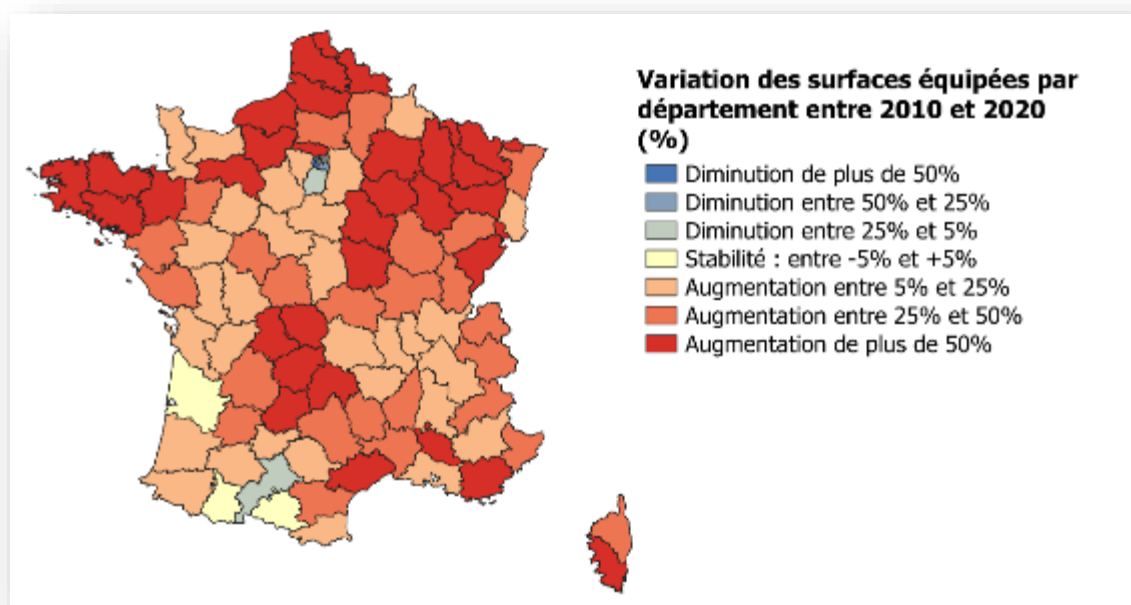 Variation des surfaces équipées par
département entre 2010 et 2020
(%)
Diminution de plus de 50%
Diminution entre 50% et 25%
Diminution entre 25% et 5%
Stabilité : entre -5% et +5%
Augmentation entre 5% et 25%
Augmentation entre 25% et 50%
Augmentation de plus de 50%